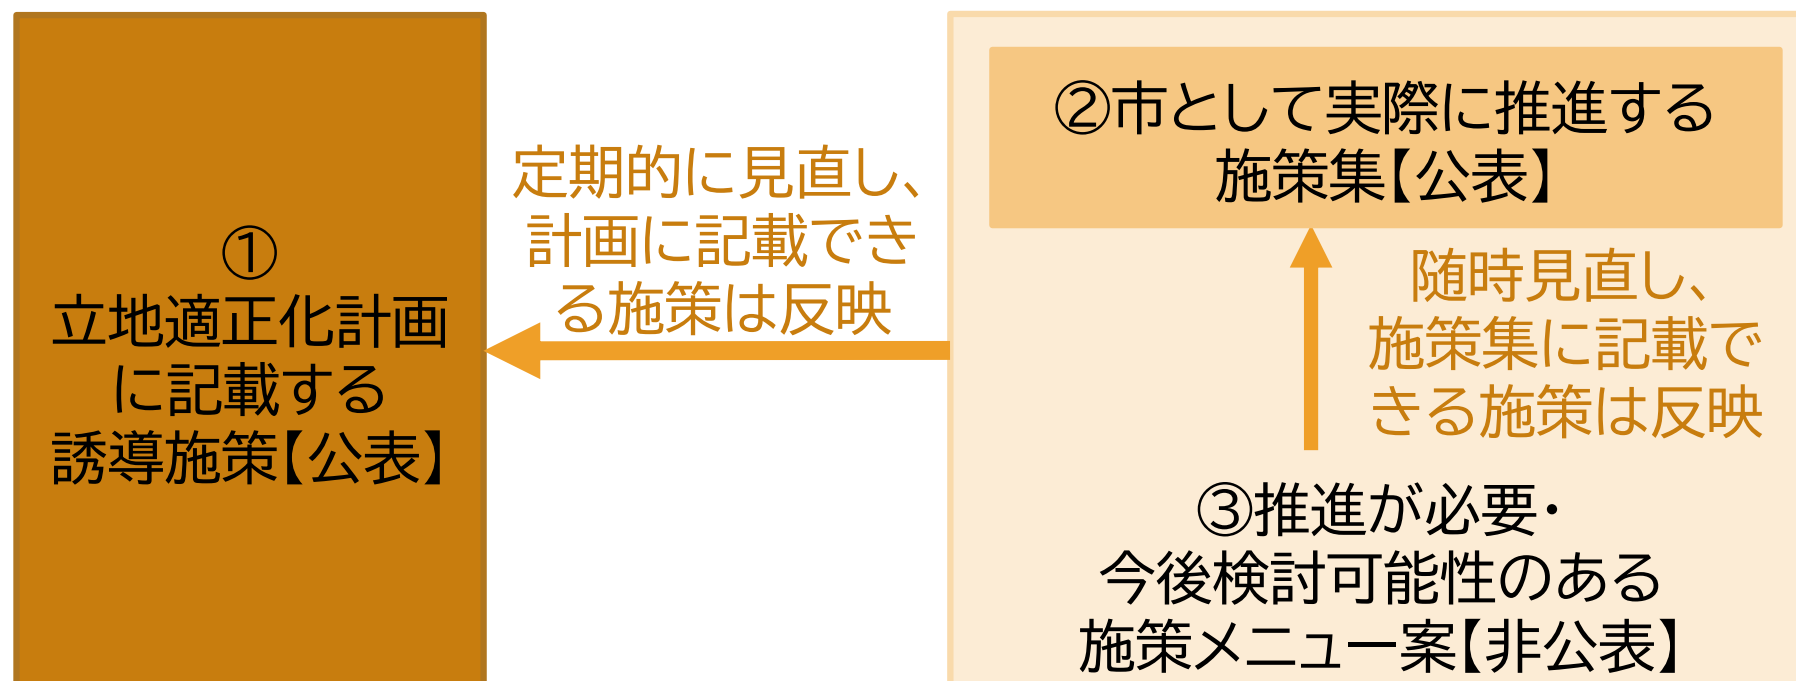 ①
立地適正化計画
に記載する
誘導施策【公表】
定期的に見直し、
計画に記載でき
る施策は反映
②市として実際に推進する
施策集【公表】
随時見直し、
施策集に記載で
きる施策は反映
③推進が必要・
今後検討可能性のある
施策メニュー案【非公表】